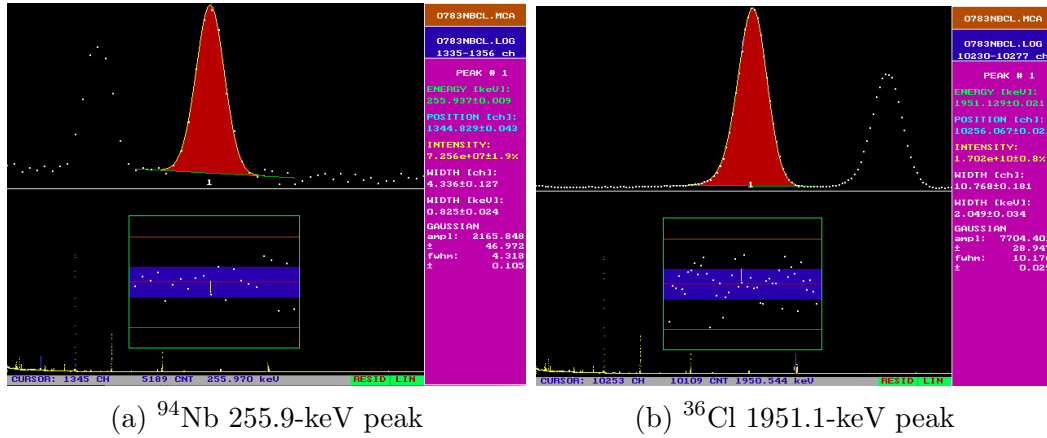 0783NBCL.MCA
0783NBCL.LOG
1335-1356 ch
PEAK # 1
ENERGY [keV]:
255.937±0.009
POSITION [ch]:
1344.829±0.043
INTENSITY:
7.256e+07±1.9%
WIDTH [ch]:
4.336±0.127
WIDTH [keV]:
0.825±0.024
GAUSSIAN
ampl: 2165.848
± 46.972
fwhm: 4.318
± 0.105
1
CURSOR: 1345 CH 5189 CNT 255.970 keV RESID LIN
(a) ⁹⁴Nb 255.9-keV peak
0783NBCL.MCA
0783NBCL.LOG
10230-10277 ch
PEAK # 1
ENERGY [keV]:
1951.129±0.021
POSITION [ch]:
10256.067±0.02
INTENSITY:
1.702e+10±0.8%
WIDTH [ch]:
10.768±0.181
WIDTH [keV]:
2.049±0.034
GAUSSIAN
ampl: 7704.40
± 28.94
fwhm: 10.17
± 0.02
1
CURSOR: 10253 CH 10109 CNT 1950.544 keV RESID LIN
(b) ³⁶Cl 1951.1-keV peak